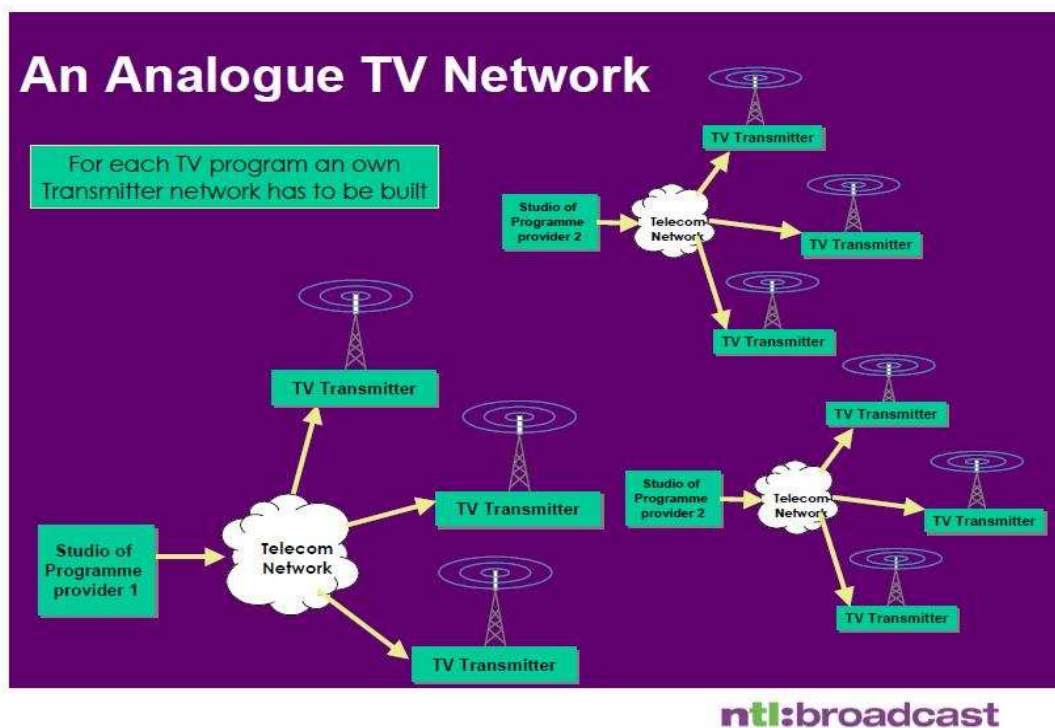 An Analogue TV Network
For each TV program an own
Transmitter network has to be built
TV Transmitter
Studio of
Programme
provider 2
Telecom
Network
TV Transmitter
TV Transmitter
TV Transmitter
TV Transmitter
Studio of
Programme
provider 1
Telecom
Network
TV Transmitter
TV Transmitter
Studio of
Programme
provider 2
Telecom
Network
TV Transmitter
TV Transmitter
ntl:broadcast